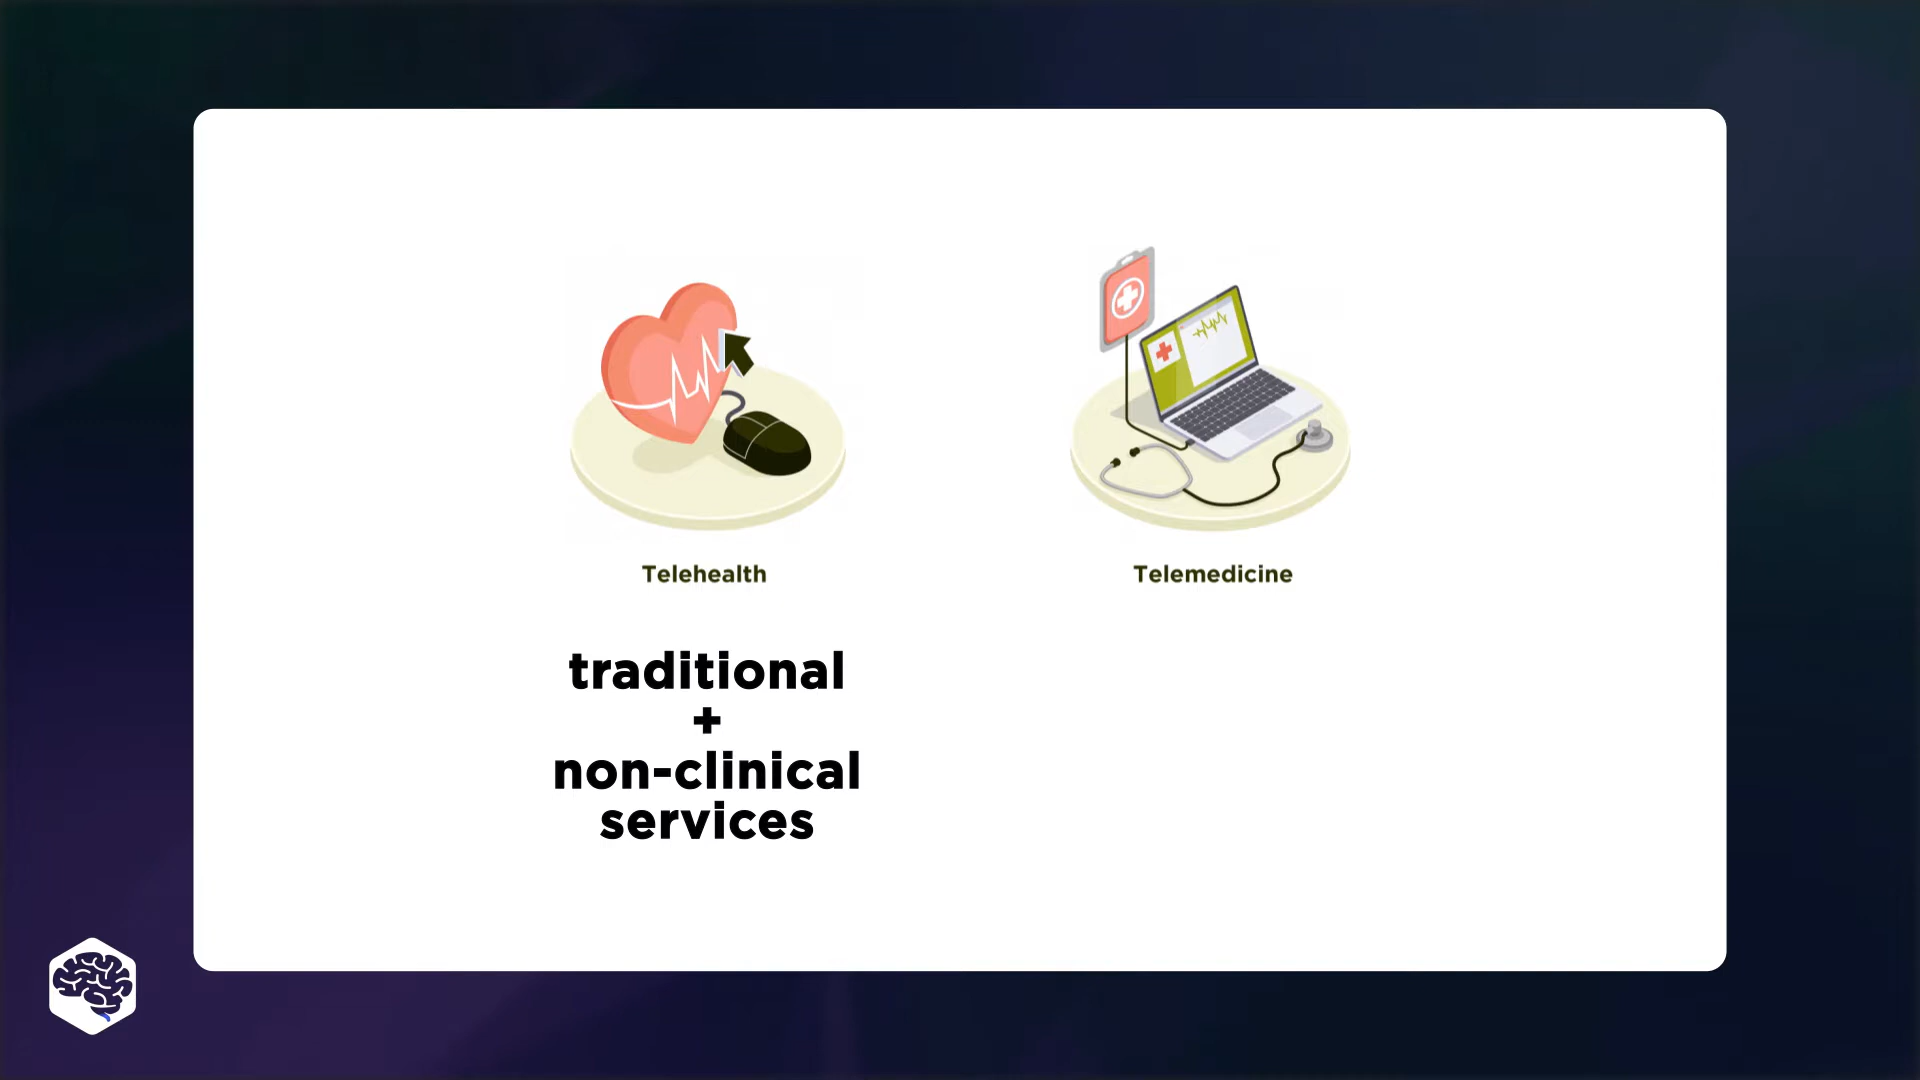 Telehealth
Telemedicine
traditional
+
non-clinical
services